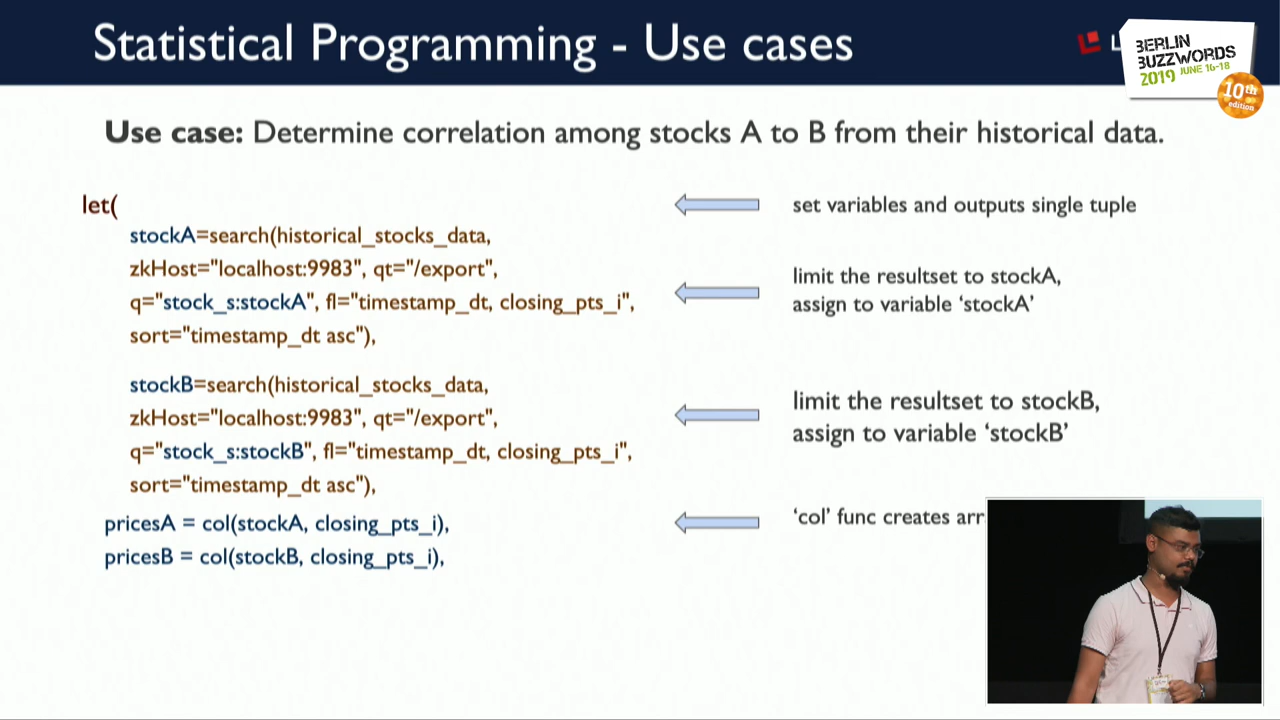 Statistical Programming - Use cases
BERLIN
BUZZWORDS
2019 JUNE 16-18
10th
edition
Use case: Determine correlation among stocks A to B from their historical data.
let(
set variables and outputs single tuple
stockA=search(historical_stocks_data,
zkHost="localhost:9983", qt="/export",
q="stock_s:stockA", fl="timestamp_dt, closing_pts_i",
sort="timestamp_dt asc"),
limit the resultset to stockA,
assign to variable ‘stockA’
stockB=search(historical_stocks_data,
zkHost="localhost:9983", qt="/export",
q="stock_s:stockB", fl="timestamp_dt, closing_pts_i",
sort="timestamp_dt asc"),
limit the resultset to stockB,
assign to variable ‘stockB’
pricesA = col(stockA, closing_pts_i),
pricesB = col(stockB, closing_pts_i),
‘col’ func creates arr